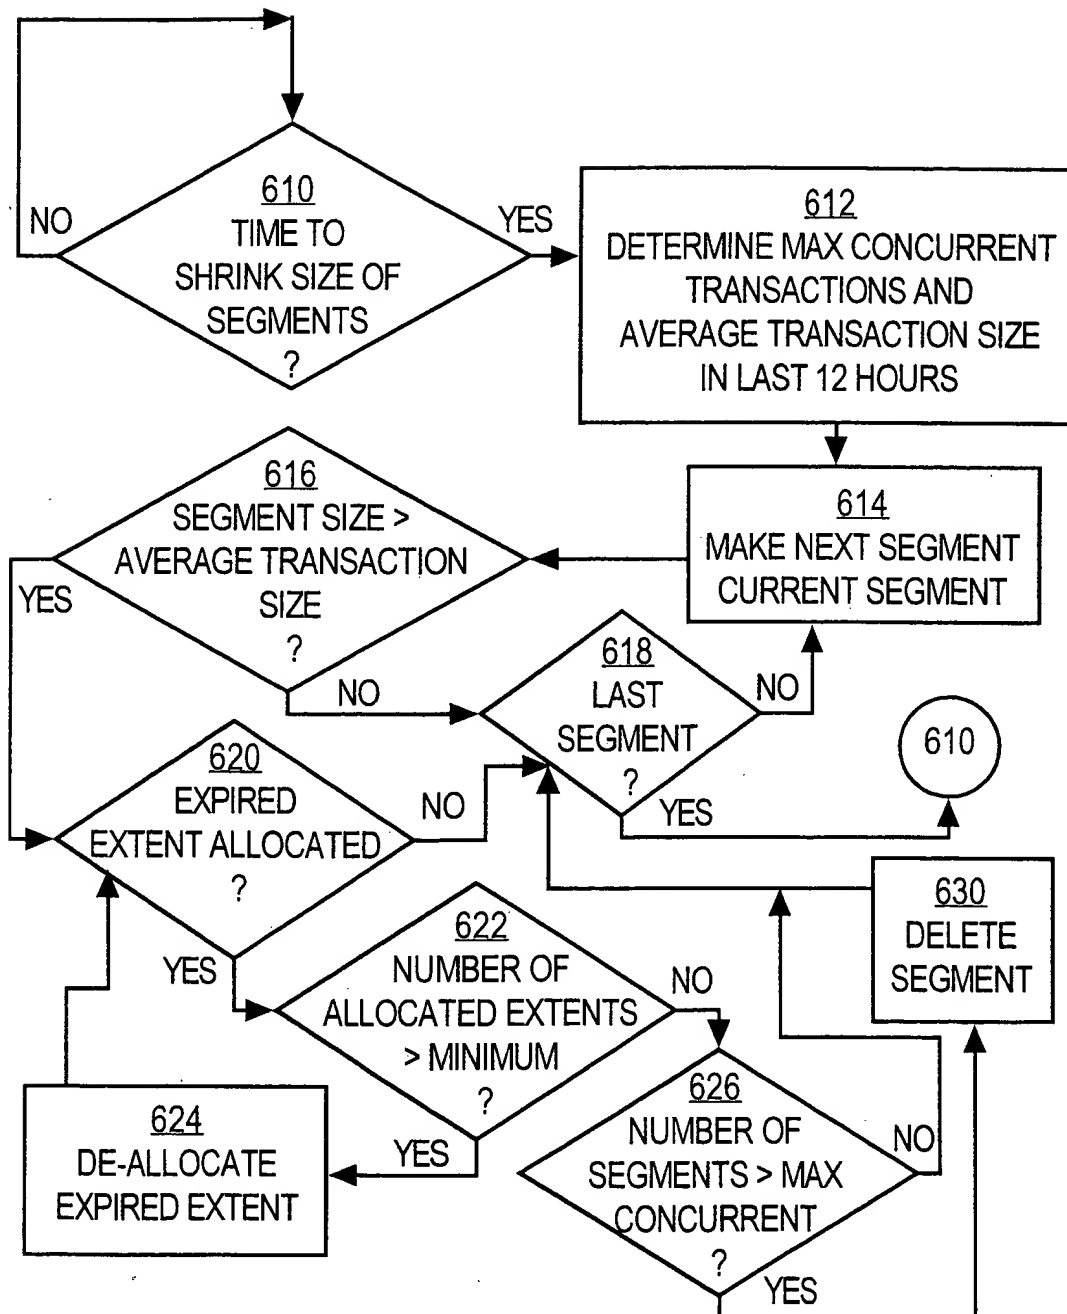 610
TIME TO
SHRINK SIZE OF
SEGMENTS
?
NO
YES
612
DETERMINE MAX CONCURRENT
TRANSACTIONS AND
AVERAGE TRANSACTION SIZE
IN LAST 12 HOURS
614
MAKE NEXT SEGMENT
CURRENT SEGMENT
616
SEGMENT SIZE >
AVERAGE TRANSACTION
SIZE
?
YES
NO
618
LAST
SEGMENT
?
NO
YES
610
620
EXPIRED
EXTENT ALLOCATED
?
NO
YES
622
NUMBER OF
ALLOCATED EXTENTS
> MINIMUM
?
NO
YES
624
DE-ALLOCATE
EXPIRED EXTENT
626
NUMBER OF
SEGMENTS > MAX
CONCURRENT
?
NO
YES
630
DELETE
SEGMENT